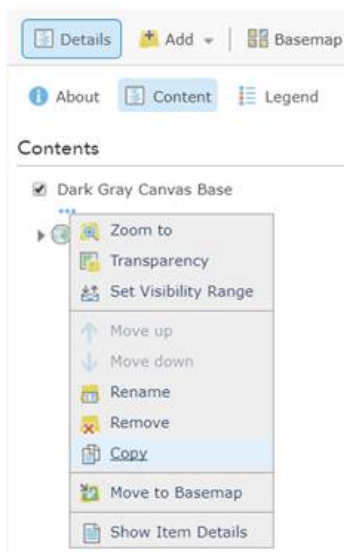 Details Add Basemap
About Content Legend
Contents
Dark Gray Canvas Base
Zoom to
Transparency
Set Visibility Range
Move up
Move down
Rename
Remove
Copy
Move to Basemap
Show Item Details